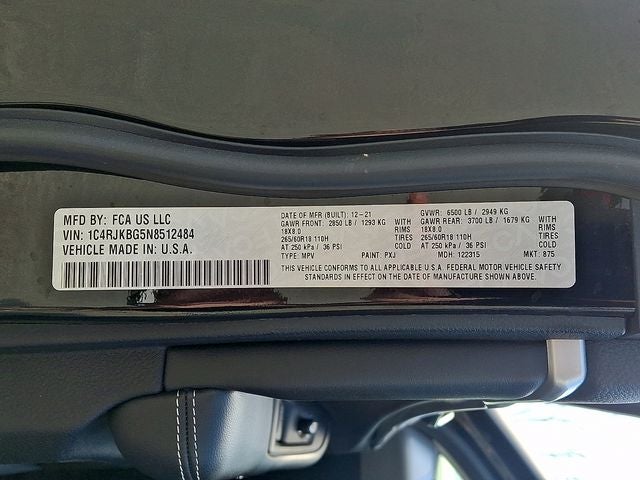 MFD BY: FCA US LLC
VIN: 1C4RJKBG5N8512484
VEHICLE MADE IN: U.S.A.
DATE OF MFR (BUILT): 12-21 GVWR: 6500 LB / 2949 KG
GAWR FRONT: 2850 LB / 1293 KG WITH GAWR REAR: 3700 LB / 1679 KG WITH
18X8.0 RIMS 18X8.0 RIMS
265/60R18 110H TIRES 265/60R18 110H TIRES
AT 250 kPa / 36 PSI COLD AT 250 kPa / 36 PSI COLD
TYPE: MPV PAINT: PXJ MDH: 122315 MKT: 875
THIS VEHICLE CONFORMS TO ALL APPLICABLE U.S.A. FEDERAL MOTOR VEHICLE SAFETY
STANDARDS IN EFFECT ON THE DATE OF MANUFACTURE SHOWN ABOVE.